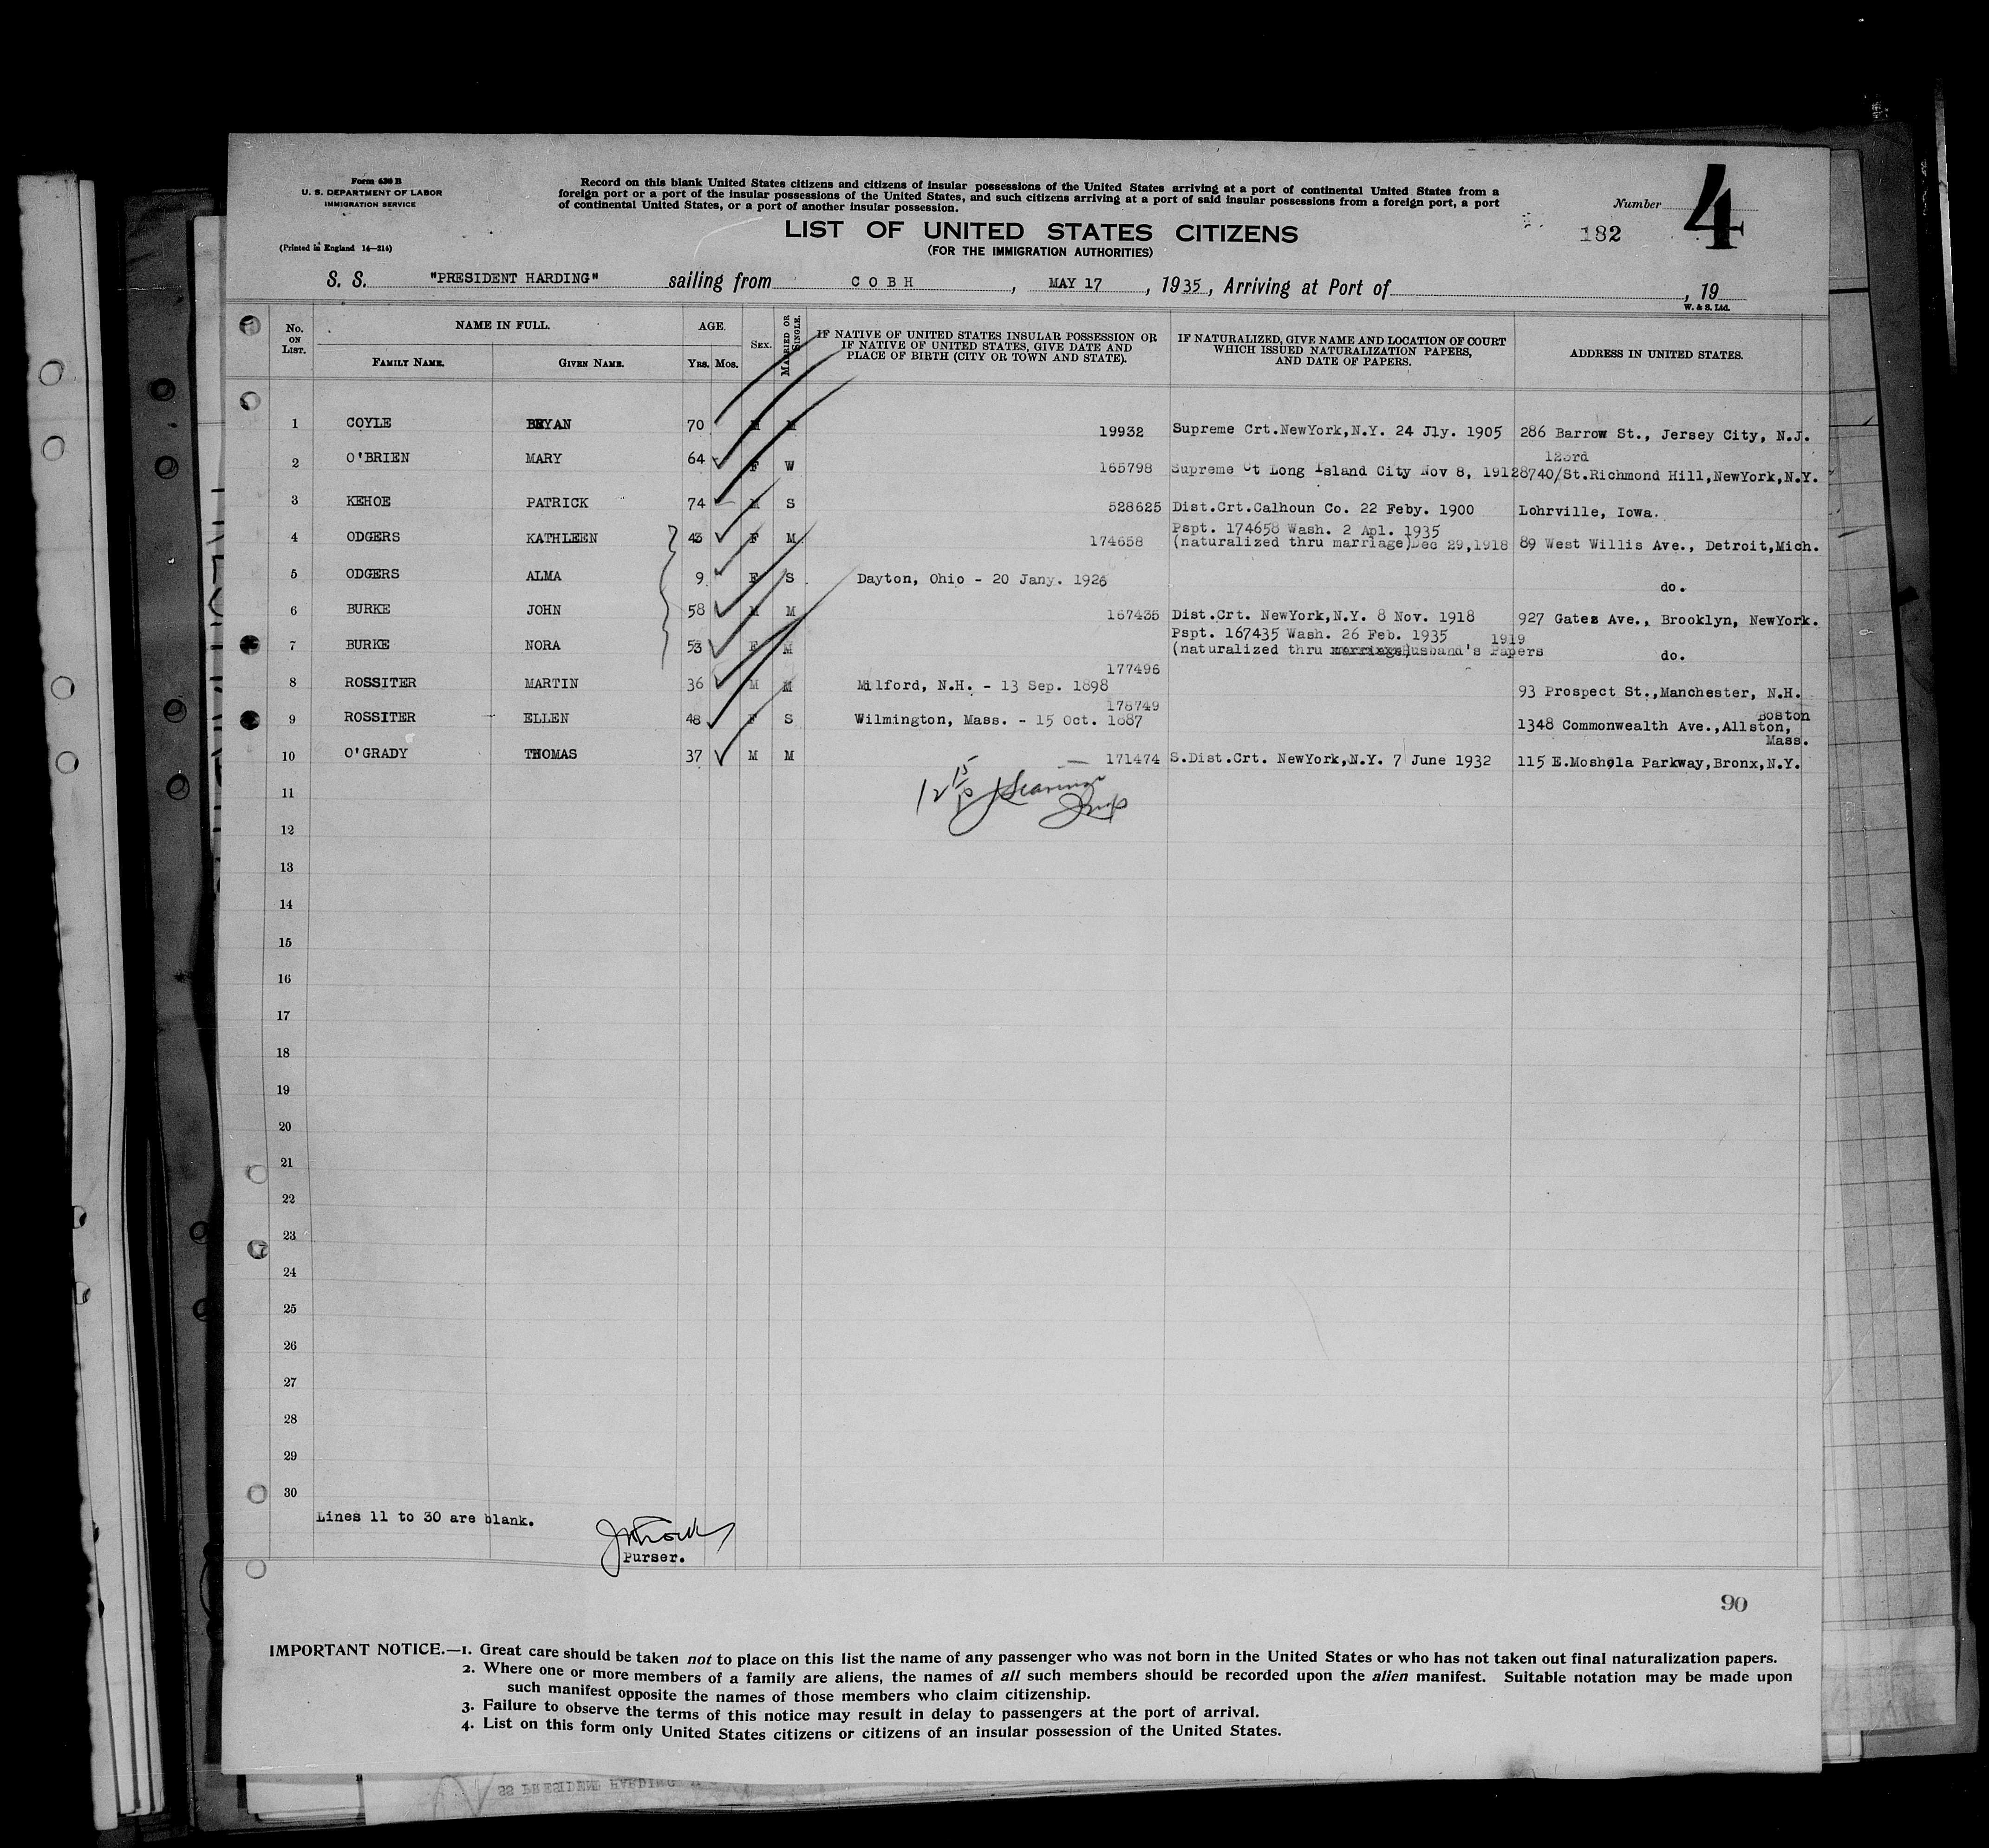 Form 630 B
U. S. DEPARTMENT OF LABOR
IMMIGRATION SERVICE
(Printed in England 14—214)
Record on this blank United States citizens and citizens of insular possessions of the United States arriving at a port of continental United States from a
foreign port or a port of the insular possessions of the United States, and such citizens arriving at a port of said insular possessions from a foreign port, a port
of continental United States, or a port of another insular possession.
Number 4
182
LIST OF UNITED STATES CITIZENS
(FOR THE IMMIGRATION AUTHORITIES)
S. S. "PRESIDENT HARDING" sailing from COBH, MAY 17, 1935, Arriving at Port of , 19
W. & S. Ltd.
No. ON LIST. NAME IN FULL. AGE. SEX. MARRIED OR SINGLE. IF NATIVE OF UNITED STATES INSULAR POSSESSION OR IF NATIVE OF UNITED STATES, GIVE DATE AND PLACE OF BIRTH (CITY OR TOWN AND STATE). IF NATURALIZED, GIVE NAME AND LOCATION OF COURT WHICH ISSUED NATURALIZATION PAPERS, AND DATE OF PAPERS. ADDRESS IN UNITED STATES.
FAMILY NAME. GIVEN NAME. YRS. MOS.
1 COYLE BRYAN 70 M M 19932 Supreme Crt.NewYork,N.Y. 24 Jly. 1905 286 Barrow St., Jersey City, N.J.
123rd
2 O'BRIEN MARY 64 F W 165798 Supreme Ct Long Island City Nov 8, 1912 8740/St.Richmond Hill,NewYork,N.Y.
3 KEHOE PATRICK 74 M S 528625 Dist.Crt.Calhoun Co. 22 Feby. 1900 Lohrville, Iowa.
Pspt. 174658 Wash. 2 Apl. 1935
4 ODGERS KATHLEEN 43 F M 174658 (naturalized thru marriage)Dec 29,1918 89 West Willis Ave., Detroit,Mich.
5 ODGERS ALMA 9 F S Dayton, Ohio - 20 Jany. 1926 do.
6 BURKE JOHN 58 M M 167435 Dist.Crt. NewYork,N.Y. 8 Nov. 1918 927 Gates Ave., Brooklyn, NewYork.
Pspt. 167435 Wash. 26 Feb. 1935 1919
7 BURKE NORA 53 F M (naturalized thru marriage)Husband's Papers do.
177496
8 ROSSITER MARTIN 36 M M Milford, N.H. - 13 Sep. 1898 93 Prospect St.,Manchester, N.H.
178749 Boston
9 ROSSITER ELLEN 48 F S Wilmington, Mass. - 15 Oct. 1887 1348 Commonwealth Ave.,Allston,
Mass.
10 O'GRADY THOMAS 37 M M 171474 S.Dist.Crt. NewYork,N.Y. 7 June 1932 115 E.Moshola Parkway,Bronx,N.Y.
11
12
13
14
15
16
17
18
19
20
21
22
23
24
25
26
27
28
29
30
Lines 11 to 30 are blank.
Purser.
90
IMPORTANT NOTICE.—1. Great care should be taken not to place on this list the name of any passenger who was not born in the United States or who has not taken out final naturalization papers.
2. Where one or more members of a family are aliens, the names of all such members should be recorded upon the alien manifest. Suitable notation may be made upon
such manifest opposite the names of those members who claim citizenship.
3. Failure to observe the terms of this notice may result in delay to passengers at the port of arrival.
4. List on this form only United States citizens or citizens of an insular possession of the United States.
SS PRESIDENT HARDING